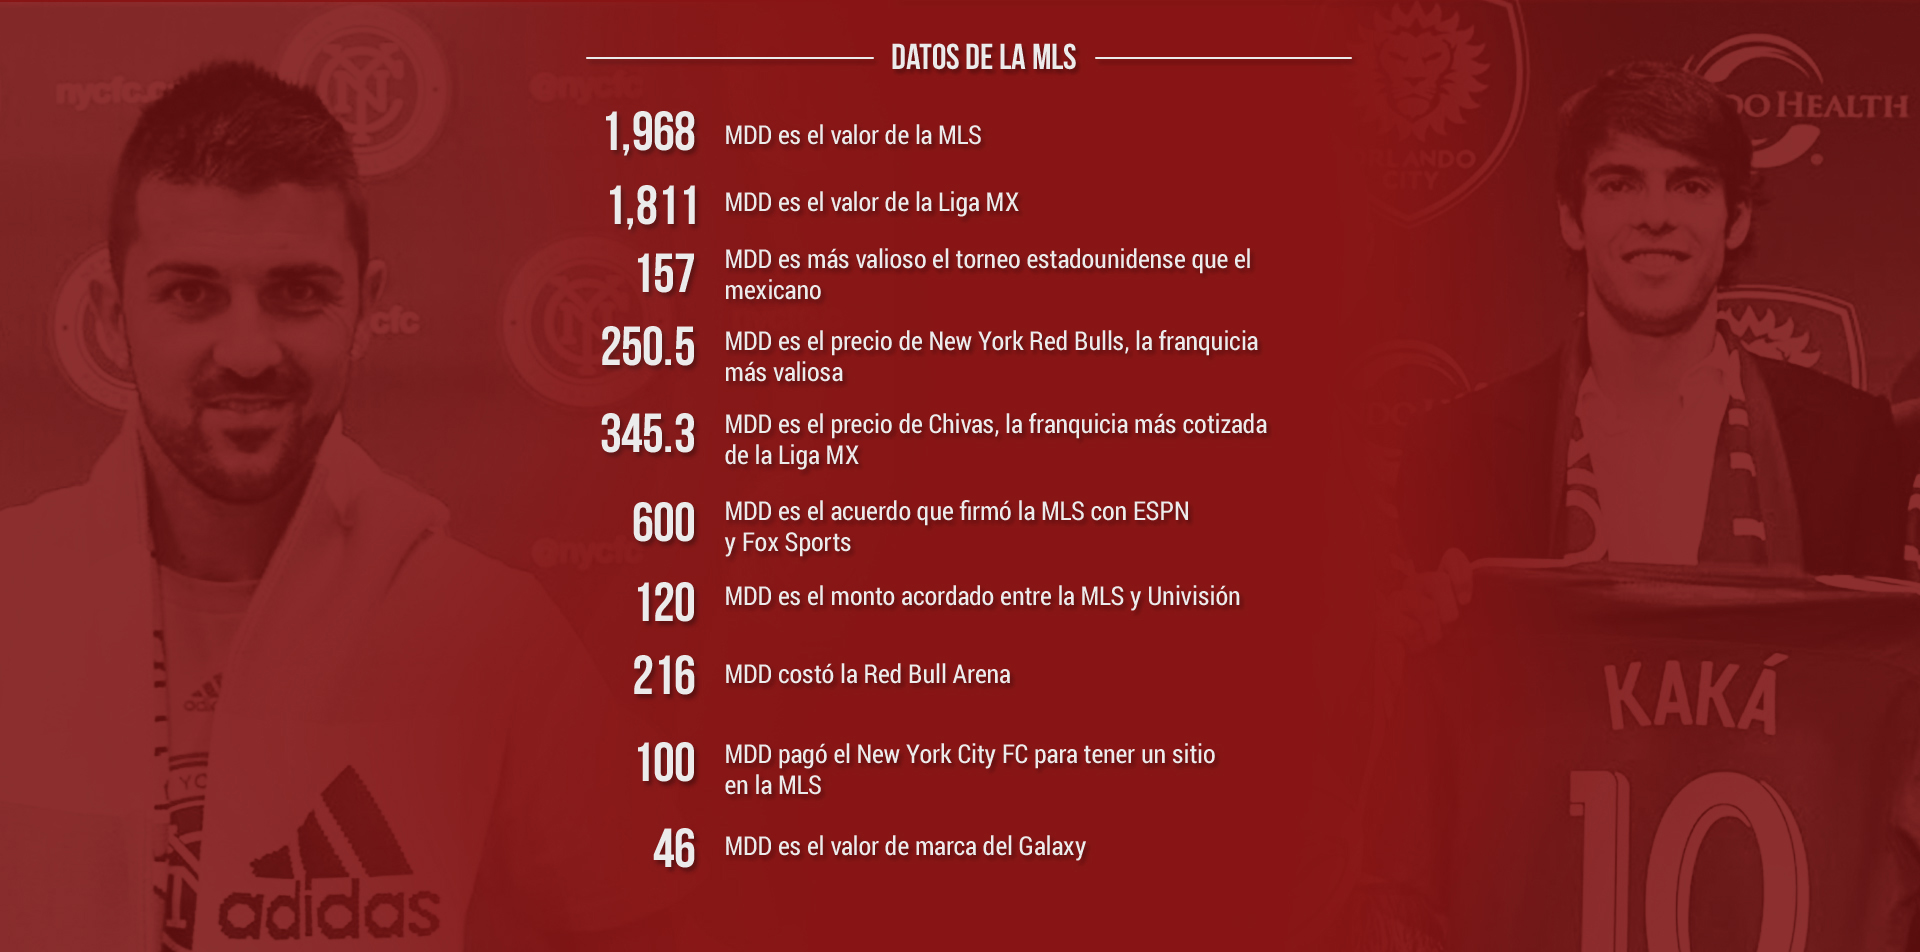 DATOS DE LA MLS
1,968 MDD es el valor de la MLS
1,811 MDD es el valor de la Liga MX
157 MDD es más valioso el torneo estadounidense que el
mexicano
250.5 MDD es el precio de New York Red Bulls, la franquicia
más valiosa
345.3 MDD es el precio de Chivas, la franquicia más cotizada
de la Liga MX
600 MDD es el acuerdo que firmó la MLS con ESPN
y Fox Sports
120 MDD es el monto acordado entre la MLS y Univisión
216 MDD costó la Red Bull Arena
100 MDD pagó el New York City FC para tener un sitio
en la MLS
46 MDD es el valor de marca del Galaxy
nycfc.c
@nycfc
cfc
@nycfc
adidas
YO
DO HEALTH
ORLANDO
CITY
KAKÁ
10